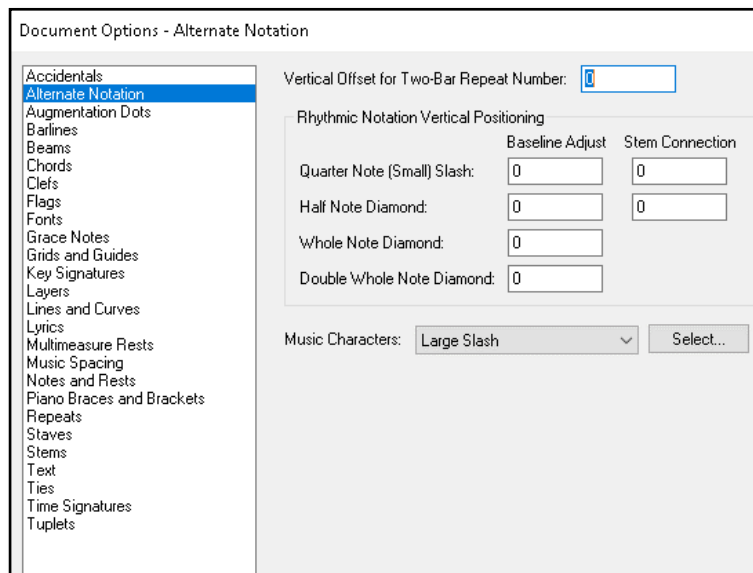 Document Options - Alternate Notation
Accidentals
Alternate Notation
Augmentation Dots
Barlines
Beams
Chords
Clefs
Flags
Fonts
Grace Notes
Grids and Guides
Key Signatures
Layers
Lines and Curves
Lyrics
Multimeasure Rests
Music Spacing
Notes and Rests
Piano Braces and Brackets
Repeats
Staves
Stems
Text
Ties
Time Signatures
Tuplets
Vertical Offset for Two-Bar Repeat Number: 0
Rhythmic Notation Vertical Positioning
Baseline Adjust Stem Connection
Quarter Note (Small) Slash: 0 0
Half Note Diamond: 0 0
Whole Note Diamond: 0
Double Whole Note Diamond: 0
Music Characters: Large Slash Select...